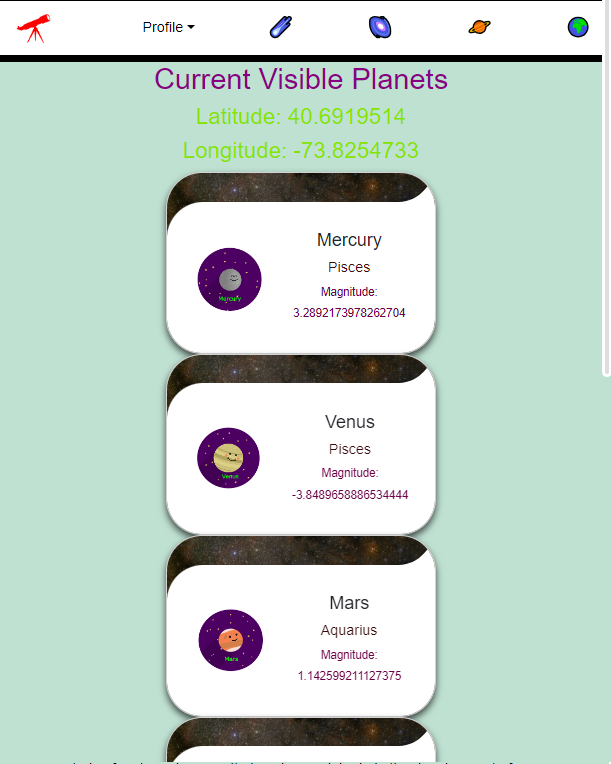 Profile
Current Visible Planets
Latitude: 40.6919514
Longitude: -73.8254733
Mercury
Pisces
Magnitude:
3.2892173978262704
Mercury
Venus
Pisces
Magnitude:
-3.8489658886534444
Venus
Mars
Aquarius
Magnitude:
1.142599211127375
Mars